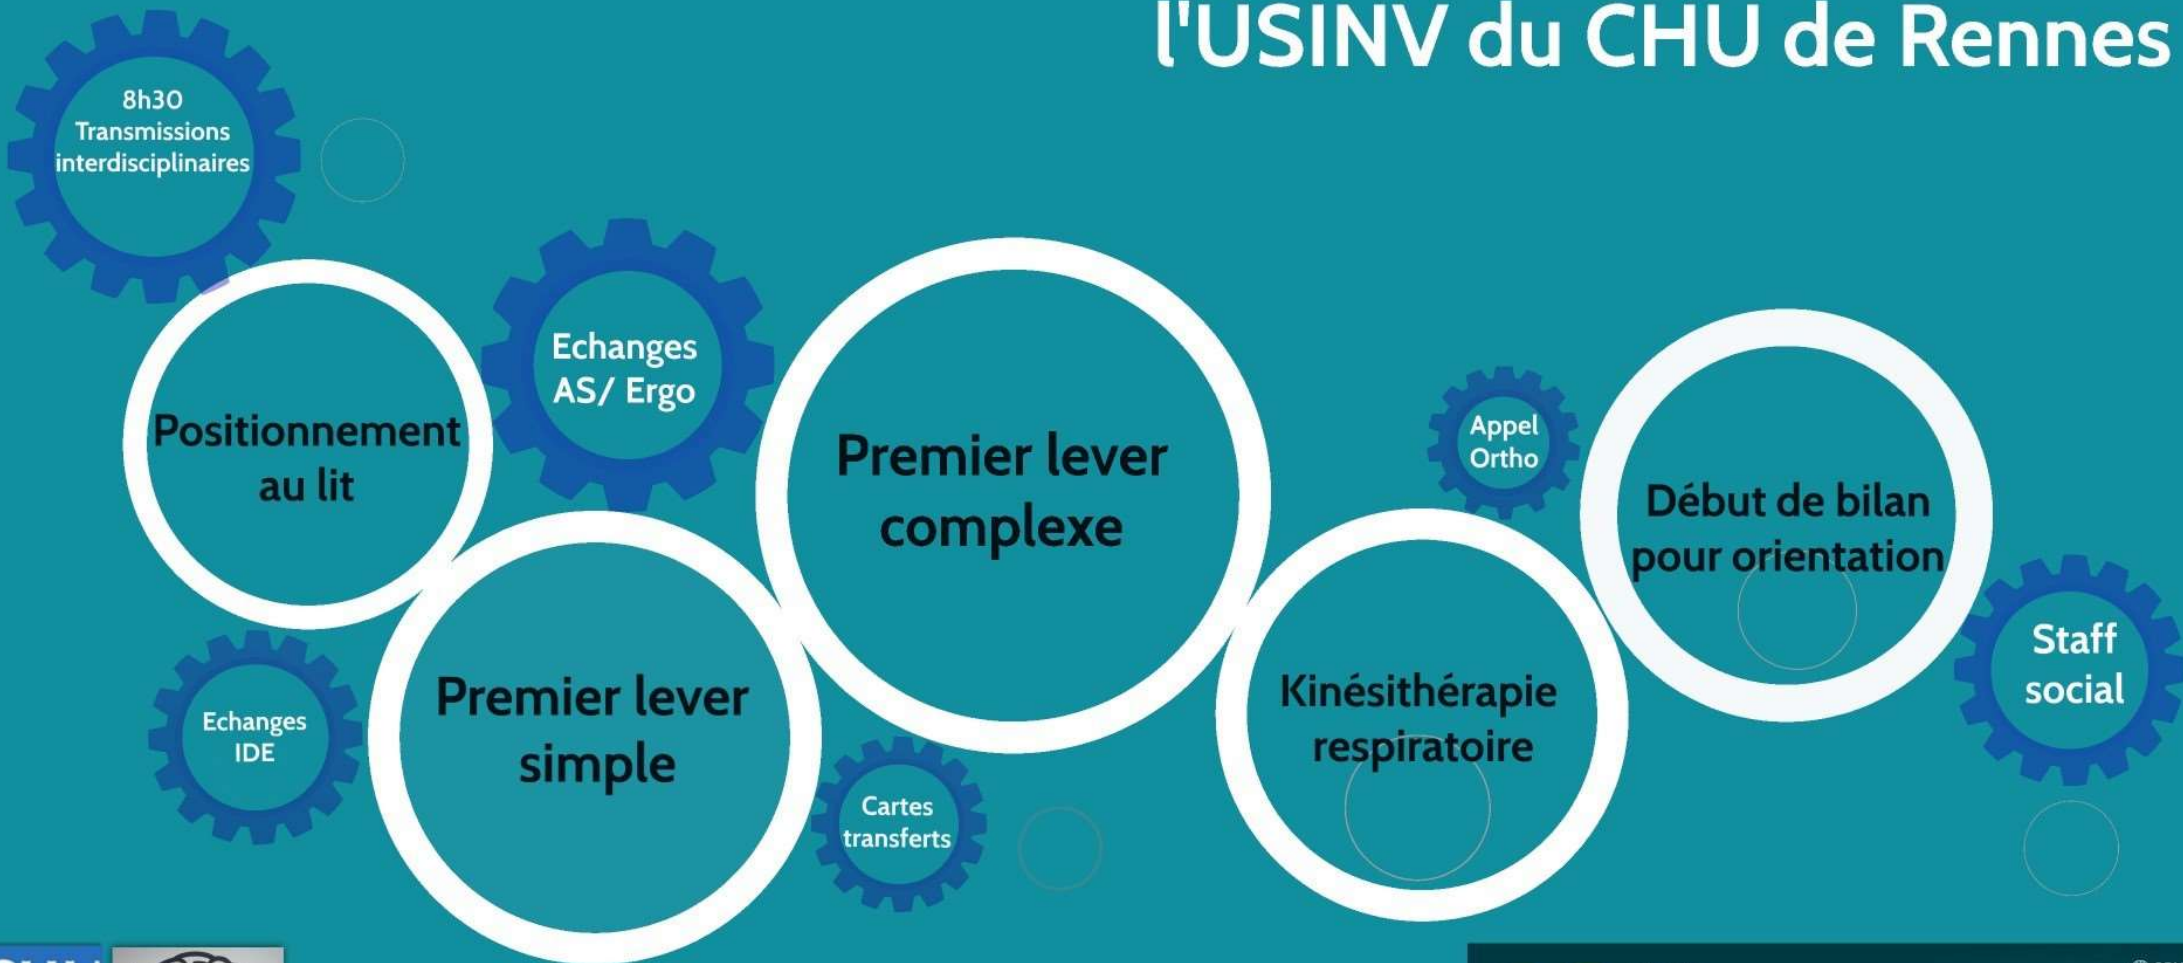 l'USINV du CHU de Rennes
8h30
Transmissions
interdisciplinaires
Positionnement
au lit
Echanges
AS/ Ergo
Echanges
IDE
Premier lever
simple
Premier lever
complexe
Cartes
transferts
Kinésithérapie
respiratoire
Appel
Ortho
Début de bilan
pour orientation
Staff
social